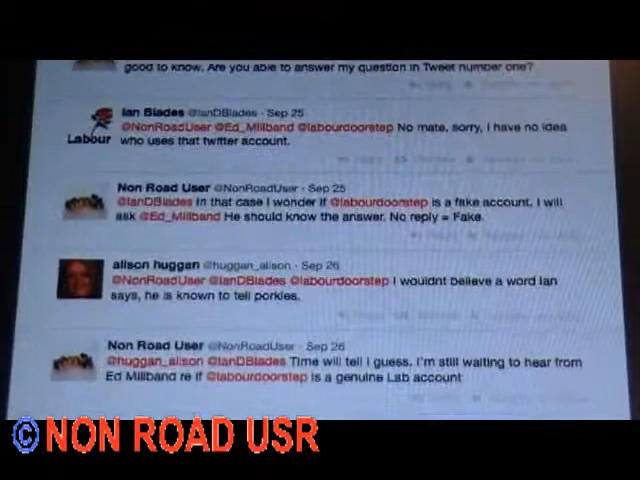 good to know. Are you able to answer my question in Tweet number one?
Ian Blades @IanDBlades · Sep 25
@NonRoadUser @Ed_Miliband @labourdoorstep No mate, sorry, I have no idea
who uses that twitter account.
Labour
Non Road User @NonRoadUser · Sep 25
@IanDBlades In that case I wonder if @labourdoorstep is a fake account. I will
ask @Ed_Miliband He should know the answer. No reply = Fake.
alison huggan @huggan_alison · Sep 26
@NonRoadUser @IanDBlades @labourdoorstep I wouldnt believe a word Ian
says, he is known to tell porkies.
Non Road User @NonRoadUser · Sep 26
@huggan_alison @IanDBlades Time will tell I guess. I'm still waiting to hear from
Ed Miliband re if @labourdoorstep is a genuine Lab account
© NON ROAD USR